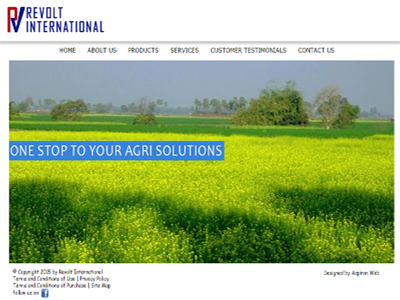 RV REVOLT
INTERNATIONAL
HOME ABOUT US PRODUCTS SERVICES CUSTOMER TESTIMONIALS CONTACT US
ONE STOP TO YOUR AGRI SOLUTIONS
© Copyright 2015 by Revolt International
Designed by Aspiron Web
Terms and Conditions of Use | Privacy Policy
Terms and Conditions of Purchase | Site Map
follow us on